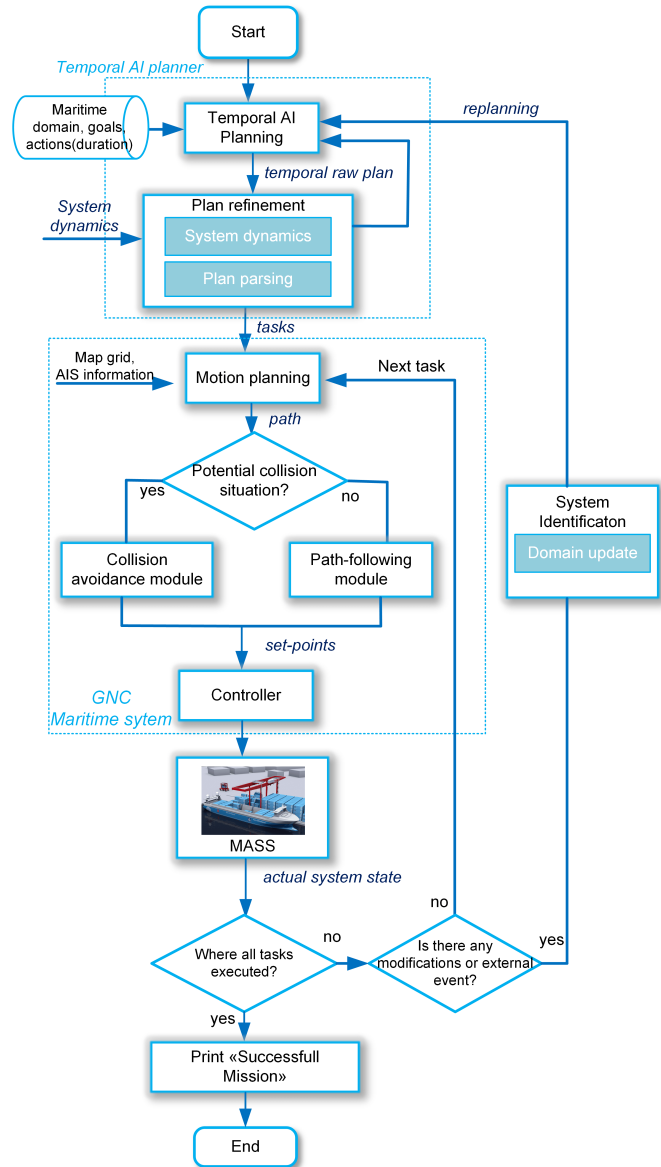 Start
Temporal AI planner
Maritime
domain, goals,
actions(duration)
Temporal AI
Planning
replanning
temporal raw plan
System
dynamics
Plan refinement
System dynamics
Plan parsing
tasks
Map grid,
AIS information
Motion planning
Next task
path
Potential collision
situation?
yes
no
Collision
avoidance module
Path-following
module
System
Identificaton
Domain update
set-points
GNC
Maritime sytem
Controller
MASS
actual system state
no
Where all tasks
executed?
no
Is there any
modifications or external
event?
yes
yes
Print «Successfull
Mission»
End